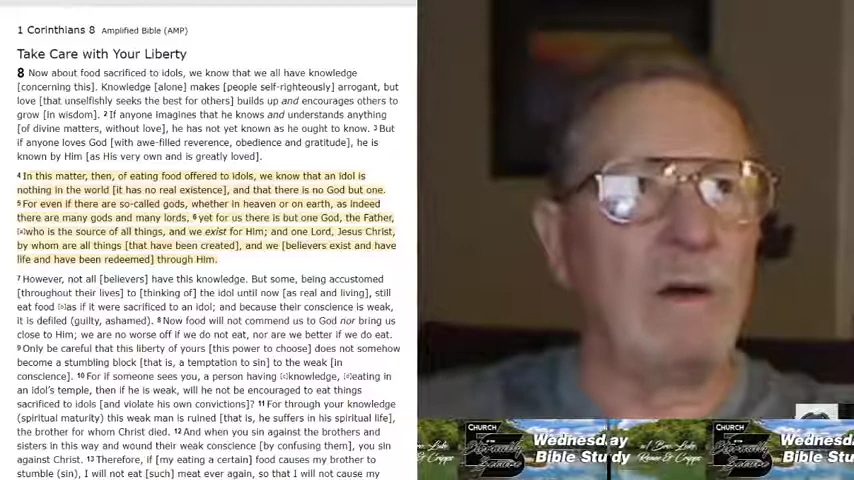 1 Corinthians 8 Amplified Bible (AMP)
Take Care with Your Liberty
8 Now about food sacrificed to idols, we know that we all have knowledge
[concerning this]. Knowledge [alone] makes [people self-righteously] arrogant, but
love [that unselfishly seeks the best for others] builds up and encourages others to
grow [in wisdom]. 2 If anyone imagines that he knows and understands anything
[of divine matters, without love], he has not yet known as he ought to know. 3 But
if anyone loves God [with awe-filled reverence, obedience and gratitude], he is
known by Him [as His very own and is greatly loved].
4 In this matter, then, of eating food offered to idols, we know that an idol is
nothing in the world [it has no real existence], and that there is no God but one.
5 For even if there are so-called gods, whether in heaven or on earth, as indeed
there are many gods and many lords, 6 yet for us there is but one God, the Father,
[a]who is the source of all things, and we exist for Him; and one Lord, Jesus Christ,
by whom are all things [that have been created], and we [believers exist and have
life and have been redeemed] through Him.
7 However, not all [believers] have this knowledge. But some, being accustomed
[throughout their lives] to [thinking of] the idol until now [as real and living], still
eat food [b]as if it were sacrificed to an idol; and because their conscience is weak,
it is defiled (guilty, ashamed). 8 Now food will not commend us to God nor bring us
close to Him; we are no worse off if we do not eat, nor are we better if we do eat.
9 Only be careful that this liberty of yours [this power to choose] does not somehow
become a stumbling block [that is, a temptation to sin] to the weak [in
conscience]. 10 For if someone sees you, a person having [c]knowledge, [d]eating in
an idol's temple, then if he is weak, will he not be encouraged to eat things
sacrificed to idols [and violate his own convictions]? 11 For through your knowledge
(spiritual maturity) this weak man is ruined [that is, he suffers in his spiritual life],
the brother for whom Christ died. 12 And when you sin against the brothers and
sisters in this way and wound their weak conscience [by confusing them], you sin
against Christ. 13 Therefore, if [my eating a certain] food causes my brother to
stumble (sin), I will not eat [such] meat ever again, so that I will not cause my
CHURCH
Eternally
Secure
Wednesday
Bible Study
CHURCH
Eternally
Secure
Wednesday
Bible Study